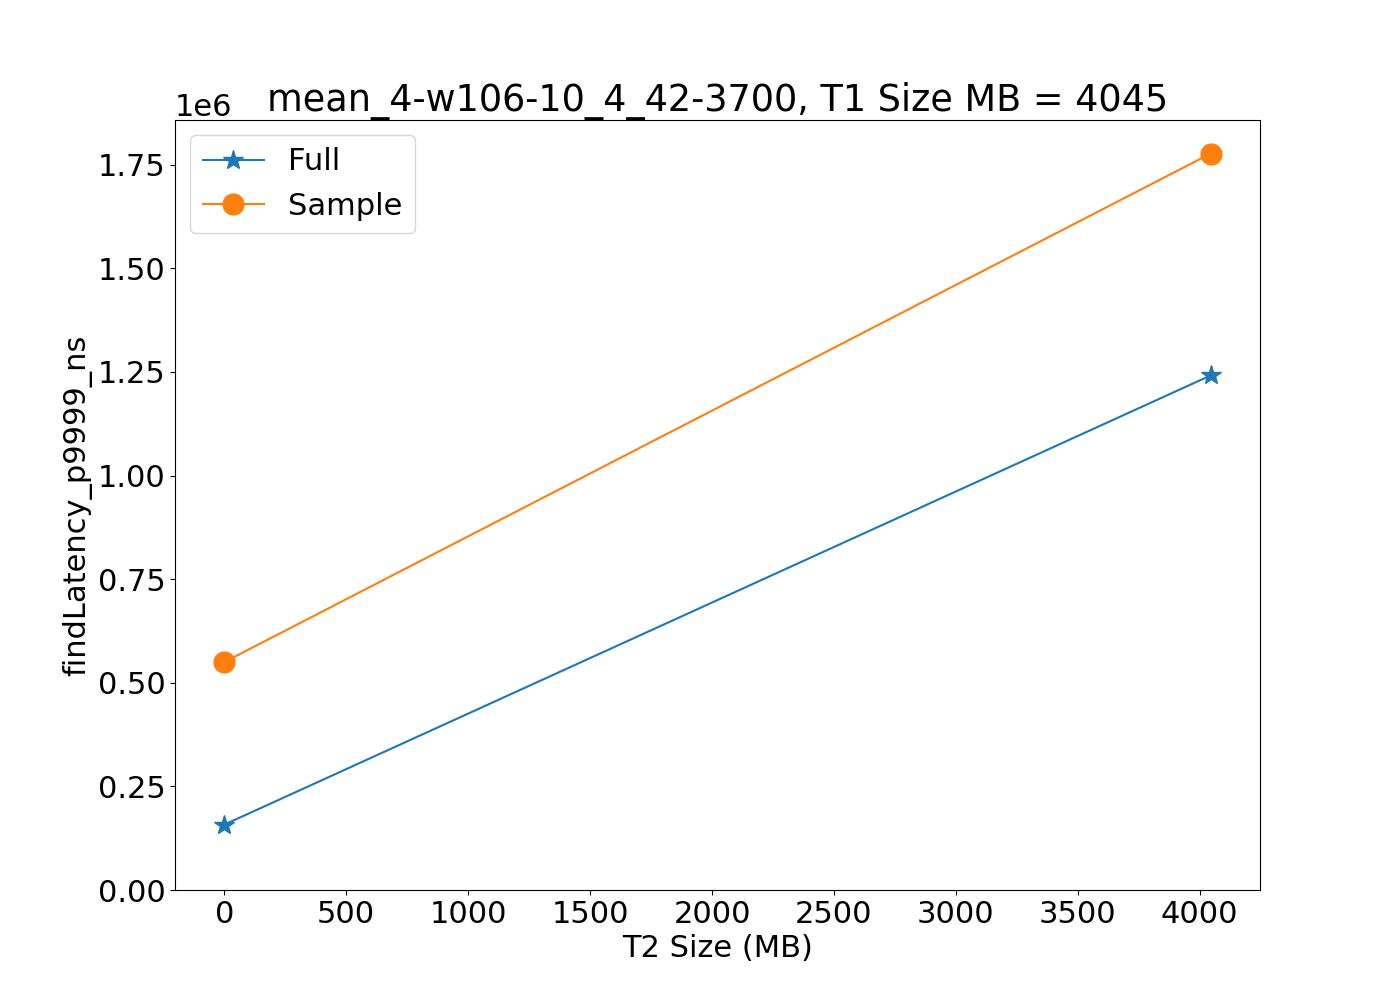 1e6
mean_4-w106-10_4_42-3700, T1 Size MB = 4045
Full
Sample
findLatency_p9999_ns
1.75
1.50
1.25
1.00
0.75
0.50
0.25
0.00
0 500 1000 1500 2000 2500 3000 3500 4000
T2 Size (MB)